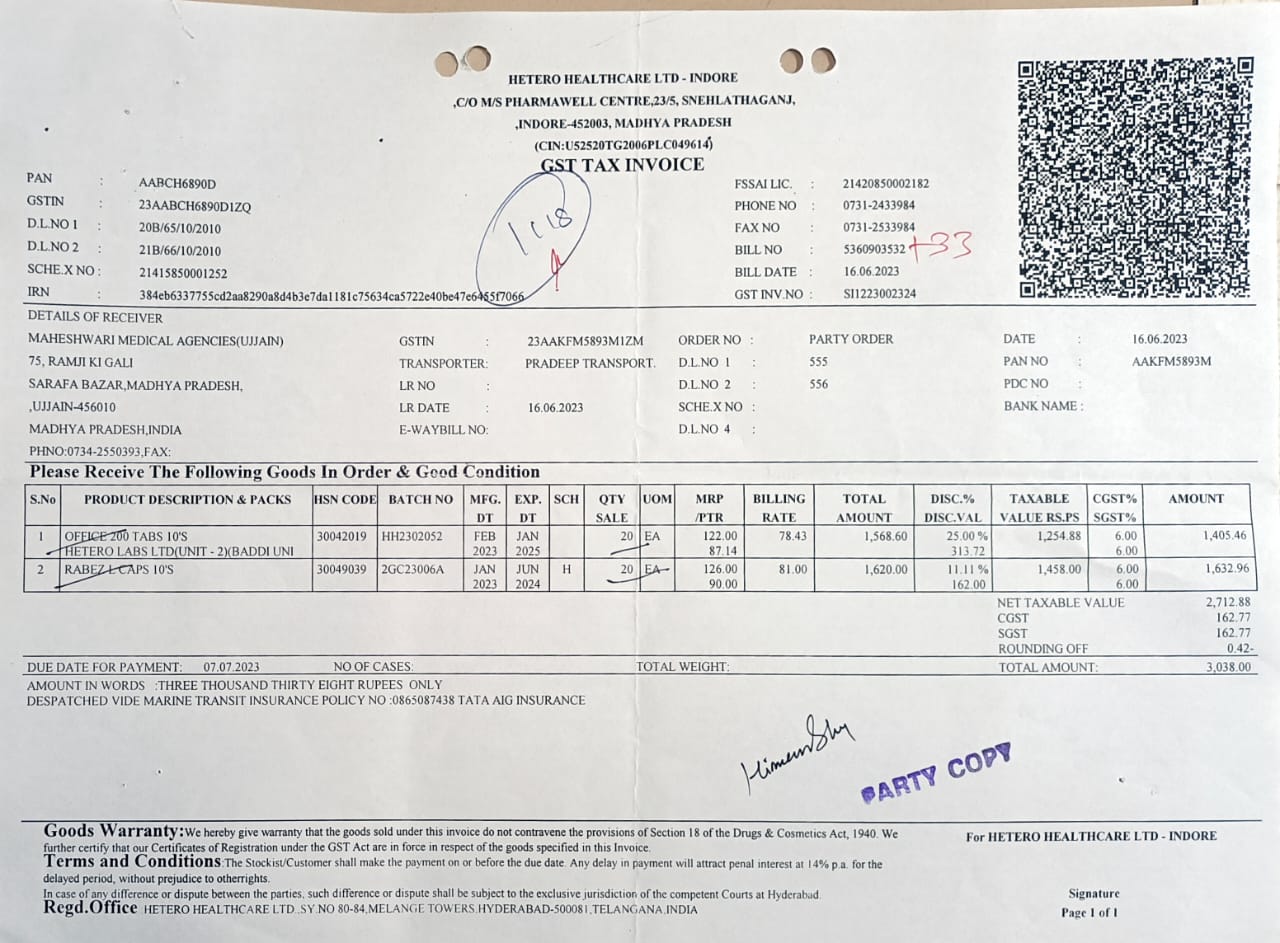 HETERO HEALTHCARE LTD - INDORE
,C/O M/S PHARMAWELL CENTRE,23/5, SNEHLATHAGANJ,
,INDORE-452003, MADHYA PRADESH
(CIN:U52520TG2006PLC049614)
GST TAX INVOICE
PAN : AABCH6890D
GSTIN : 23AABCH6890D1ZQ
D.L.NO 1 : 20B/65/10/2010
D.L.NO 2 : 21B/66/10/2010
SCHE.X NO : 21415850001252
IRN : 384eb6337755cd2aa8290a8d4b3e7da1181c75634ca5722e40be47e6455f7066
1118
FSSAI LIC. : 21420850002182
PHONE NO : 0731-2433984
FAX NO : 0731-2533984
BILL NO : 5360903532 +33
BILL DATE : 16.06.2023
GST INV.NO : SI1223002324
DETAILS OF RECEIVER
MAHESHWARI MEDICAL AGENCIES(UJJAIN)
75, RAMJI KI GALI
SARAFA BAZAR,MADHYA PRADESH,
,UJJAIN-456010
MADHYA PRADESH,INDIA
PHNO:0734-2550393,FAX:
GSTIN : 23AAKFM5893M1ZM
TRANSPORTER: PRADEEP TRANSPORT.
LR NO :
LR DATE : 16.06.2023
E-WAYBILL NO:
ORDER NO : PARTY ORDER
D.L.NO 1 : 555
D.L.NO 2 : 556
SCHE.X NO :
D.L.NO 4 :
DATE : 16.06.2023
PAN NO : AAKFM5893M
PDC NO :
BANK NAME :
Please Receive The Following Goods In Order & Good Condition
S.No PRODUCT DESCRIPTION & PACKS HSN CODE BATCH NO MFG. EXP. SCH QTY UOM MRP BILLING TOTAL DISC.% TAXABLE CGST% AMOUNT
DT DT SALE /PTR RATE AMOUNT DISC.VAL VALUE RS.PS SGST%
1 OFFICE 200 TABS 10'S 30042019 HH2302052 FEB JAN 20 EA 122.00 78.43 1,568.60 25.00 % 1,254.88 6.00 1,405.46
HETERO LABS LTD(UNIT - 2)(BADDI UNI 2023 2025 87.14 313.72 6.00
2 RABEZ L CAPS 10'S 30049039 2GC23006A JAN JUN H 20 EA 126.00 81.00 1,620.00 11.11 % 1,458.00 6.00 1,632.96
2023 2024 90.00 162.00 6.00
NET TAXABLE VALUE 2,712.88
CGST 162.77
SGST 162.77
ROUNDING OFF 0.42-
DUE DATE FOR PAYMENT: 07.07.2023 NO OF CASES: TOTAL WEIGHT: TOTAL AMOUNT: 3,038.00
AMOUNT IN WORDS :THREE THOUSAND THIRTY EIGHT RUPEES ONLY
DESPATCHED VIDE MARINE TRANSIT INSURANCE POLICY NO :0865087438 TATA AIG INSURANCE
PARTY COPY
Goods Warranty:We hereby give warranty that the goods sold under this invoice do not contravene the provisions of Section 18 of the Drugs & Cosmetics Act, 1940. We
further certify that our Certificates of Registration under the GST Act are in force in respect of the goods specified in this Invoice.
Terms and Conditions:The Stockist/Customer shall make the payment on or before the due date. Any delay in payment will attract penal interest at 14% p.a. for the
delayed period, without prejudice to otherrights.
In case of any difference or dispute between the parties, such difference or dispute shall be subject to the exclusive jurisdiction of the competent Courts at Hyderabad.
Regd.Office HETERO HEALTHCARE LTD.,SY.NO 80-84,MELANGE TOWERS,HYDERABAD-500081,TELANGANA,INDIA
For HETERO HEALTHCARE LTD - INDORE
Signature
Page 1 of 1